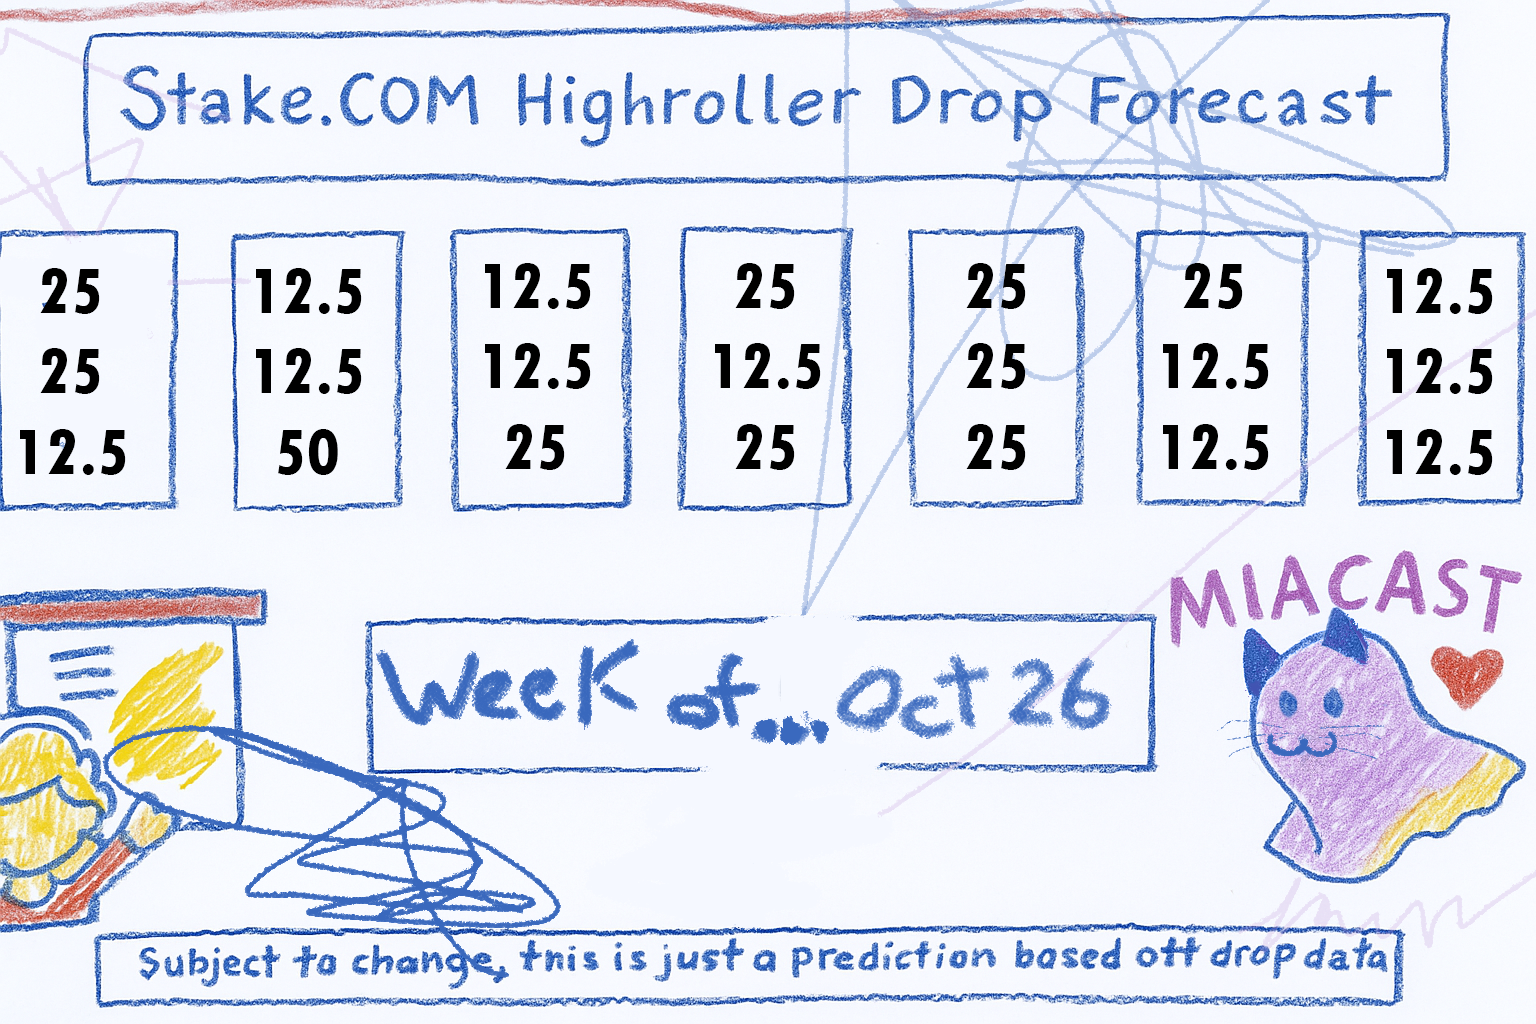 Stake.COM Highroller Drop Forecast
25 12.5 12.5 25 25 25 12.5
25 12.5 12.5 12.5 25 12.5 12.5
12.5 50 25 25 25 12.5 12.5
MIACAST
Week of... Oct 26
Subject to change, tnis is just a prediction based ott drop data